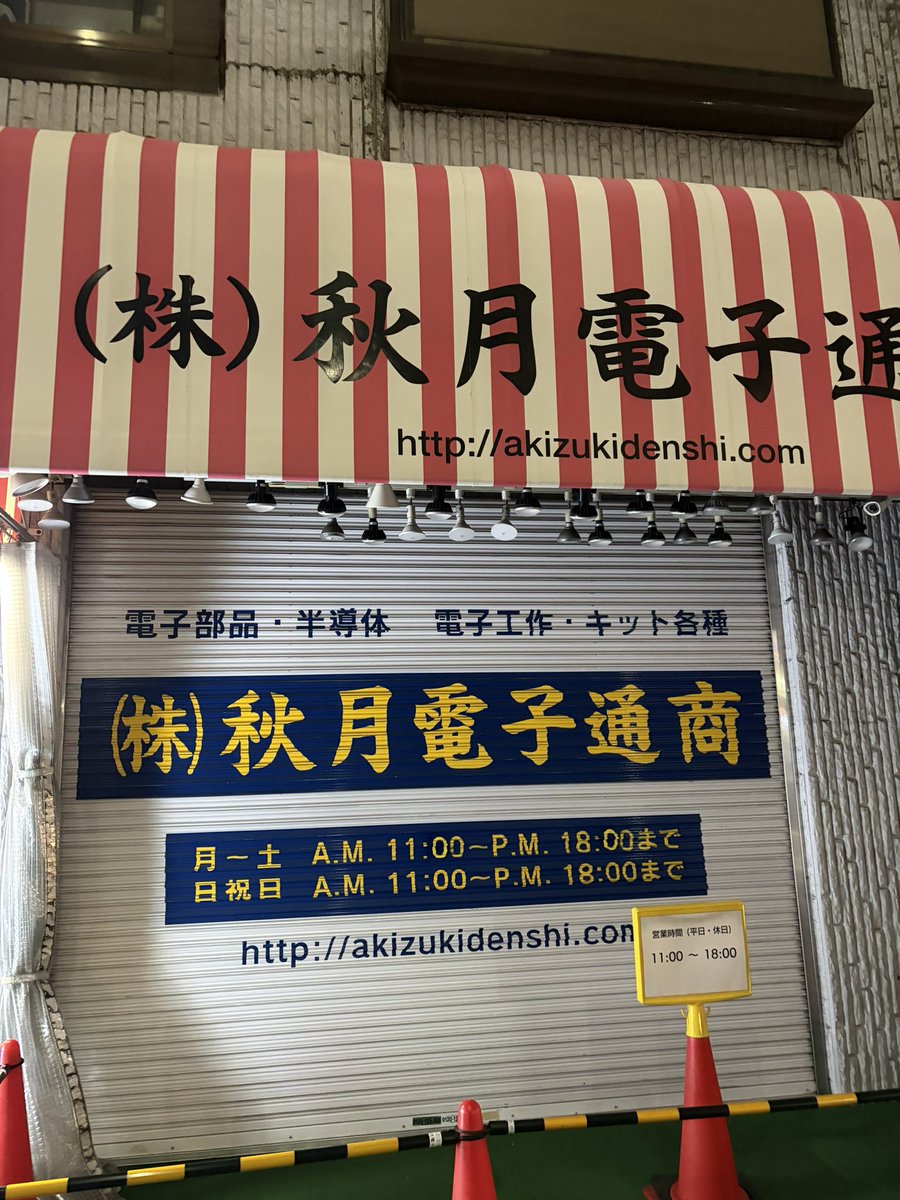 （株）秋月電子通
http://akizukidenshi.com
電子部品・半導体　電子工作・キット各種
（株）秋月電子通商
月～土 A.M. 11:00～P.M. 18:00まで
日祝日 A.M. 11:00～P.M. 18:00まで
http://akizukidenshi.com
営業時間（平日・休日）
11:00 ～ 18:00